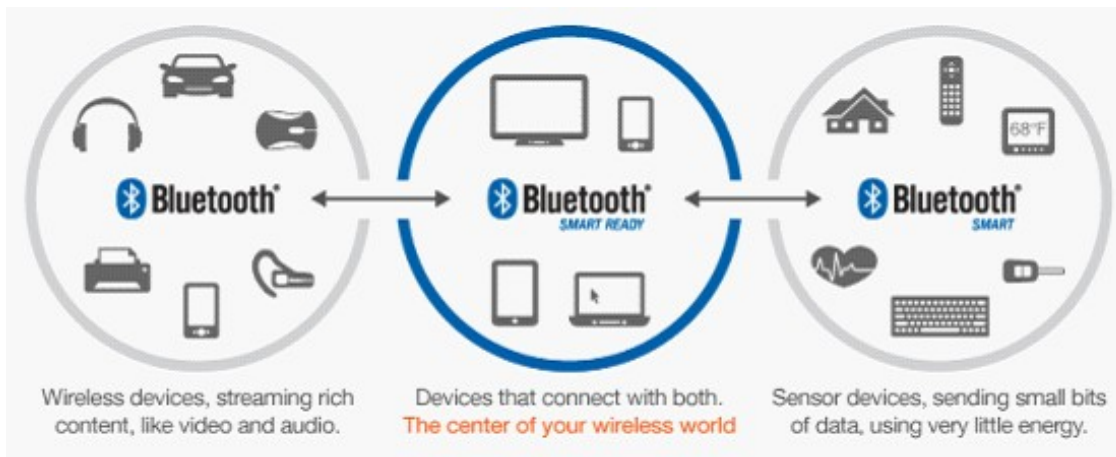 68°F
Bluetooth®
Bluetooth®
SMART READY
Bluetooth®
SMART
Wireless devices, streaming rich
content, like video and audio.
Devices that connect with both.
The center of your wireless world
Sensor devices, sending small bits
of data, using very little energy.